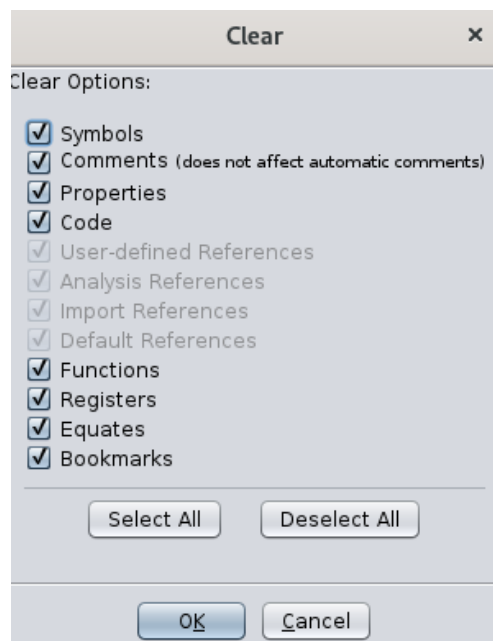 Clear
Clear Options:
Symbols
Comments (does not affect automatic comments)
Properties
Code
User-defined References
Analysis References
Import References
Default References
Functions
Registers
Equates
Bookmarks
Select All Deselect All
OK Cancel